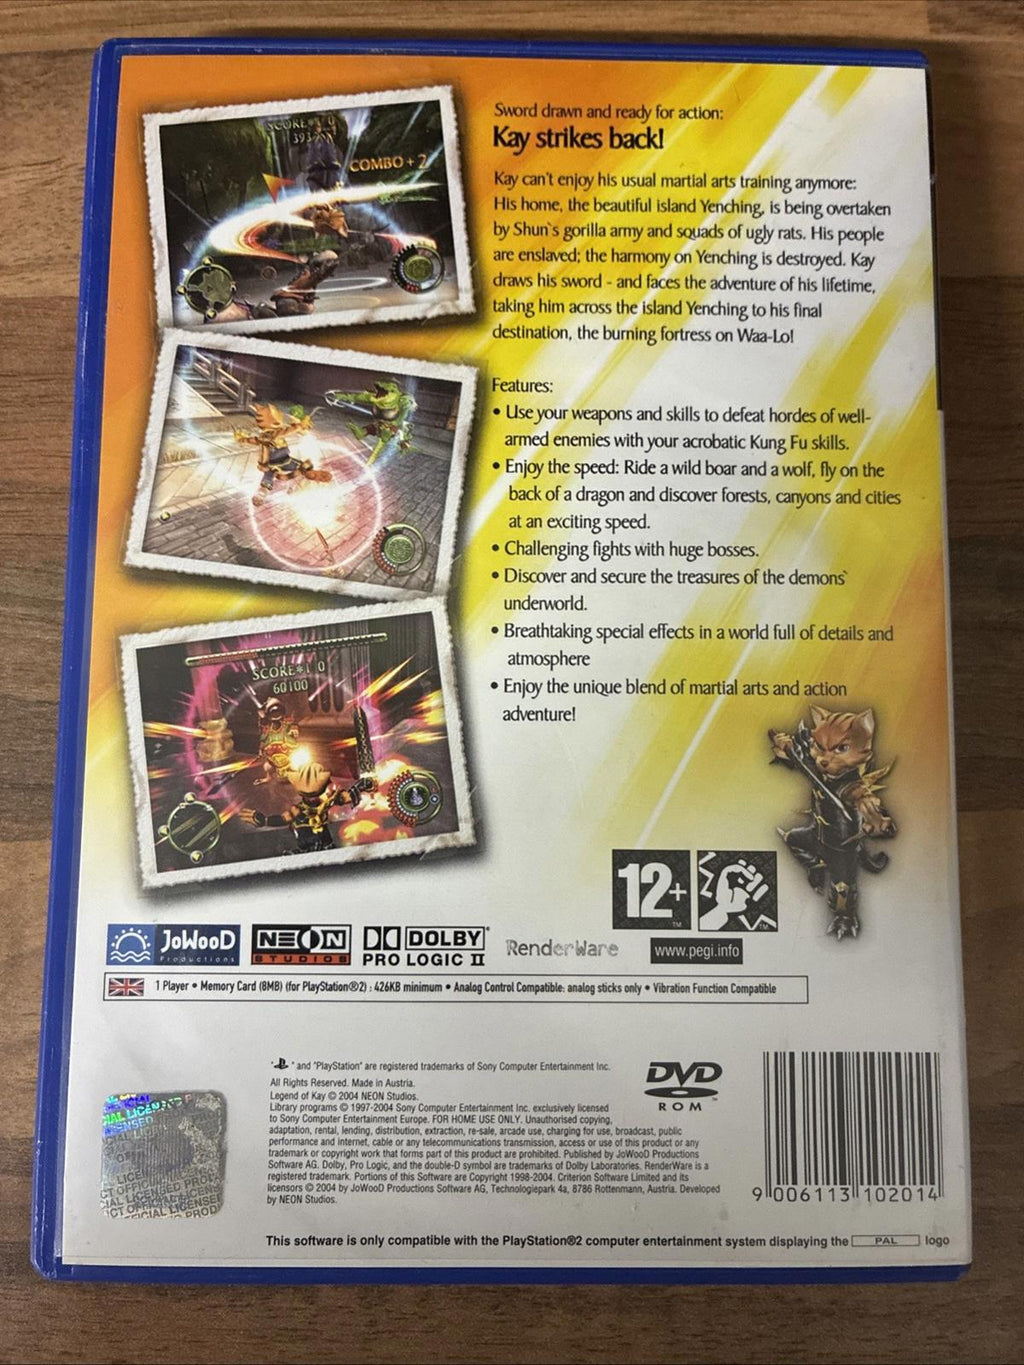 SCORE*1.0
393
COMBO + 2
Sword drawn and ready for action:
Kay strikes back!
Kay can't enjoy his usual martial arts training anymore:
His home, the beautiful island Yenching, is being overtaken
by Shun`s gorilla army and squads of ugly rats. His people
are enslaved; the harmony on Yenching is destroyed. Kay
draws his sword - and faces the adventure of his lifetime,
taking him across the island Yenching to his final
destination, the burning fortress on Waa-Lo!
Features:
• Use your weapons and skills to defeat hordes of well-
armed enemies with your acrobatic Kung Fu skills.
• Enjoy the speed: Ride a wild boar and a wolf, fly on the
back of a dragon and discover forests, canyons and cities
at an exciting speed.
• Challenging fights with huge bosses.
• Discover and secure the treasures of the demons`
underworld.
• Breathtaking special effects in a world full of details and
atmosphere
• Enjoy the unique blend of martial arts and action
adventure!
SCORE*1.0
60100
12+ ™
™
www.pegi.info
JoWooD
Productions
NEON
STUDIOS
DOLBY®
PRO LOGIC II
RenderWare
1 Player • Memory Card (8MB) (for PlayStation®2) : 426KB minimum • Analog Control Compatible: analog sticks only • Vibration Function Compatible
" " and "PlayStation" are registered trademarks of Sony Computer Entertainment Inc.
All Rights Reserved. Made in Austria.
Legend of Kay © 2004 NEON Studios.
Library programs © 1997-2004 Sony Computer Entertainment Inc. exclusively licensed
to Sony Computer Entertainment Europe. FOR HOME USE ONLY. Unauthorised copying,
adaptation, rental, lending, distribution, extraction, re-sale, arcade use, charging for use, broadcast, public
performance and internet, cable or any telecommunications transmission, access or use of this product or any
trademark or copyright work that forms part of this product are prohibited. Published by JoWooD Productions
Software AG. Dolby, Pro Logic, and the double-D symbol are trademarks of Dolby Laboratories. RenderWare is a
registered trademark. Portions of this Software are Copyright 1998-2004. Criterion Software Limited and its
licensors © 2004 by JoWooD Productions Software AG, Technologiepark 4a, 8786 Rottenmann, Austria. Developed
by NEON Studios.
DVD
ROM
9 006113 102014
This software is only compatible with the PlayStation®2 computer entertainment system displaying the PAL logo